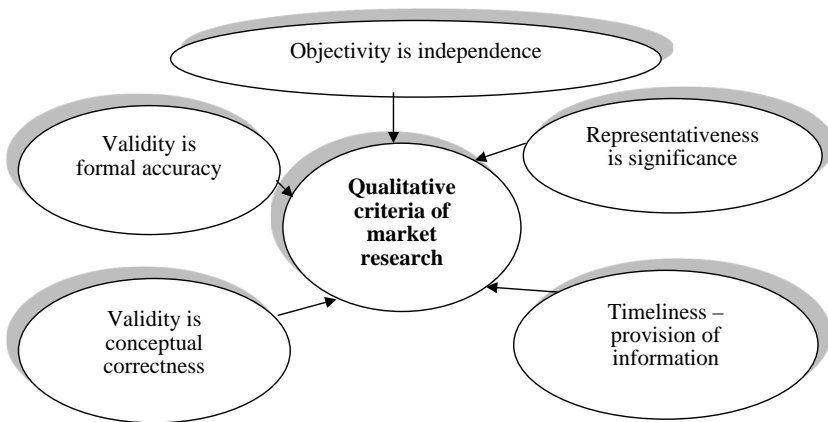 Objectivity is independence
Validity is
formal accuracy
Representativeness
is significance
Qualitative
criteria of
market
research
Validity is
conceptual
correctness
Timeliness –
provision of
information